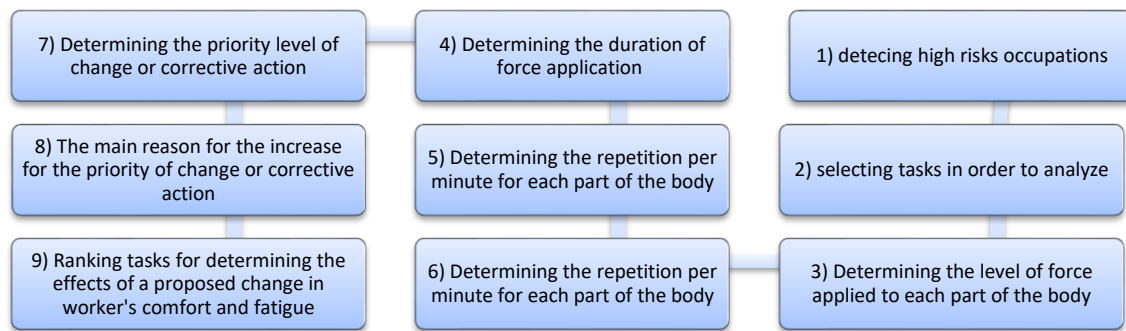 7) Determining the priority level of
change or corrective action
4) Determining the duration of
force application
1) detecing high risks occupations
8) The main reason for the increase
for the priority of change or corrective
action
5) Determining the repetition per
minute for each part of the body
2) selecting tasks in order to analyze
9) Ranking tasks for determining the
effects of a proposed change in
worker's comfort and fatigue
6) Determining the repetition per
minute for each part of the body
3) Determining the level of force
applied to each part of the body